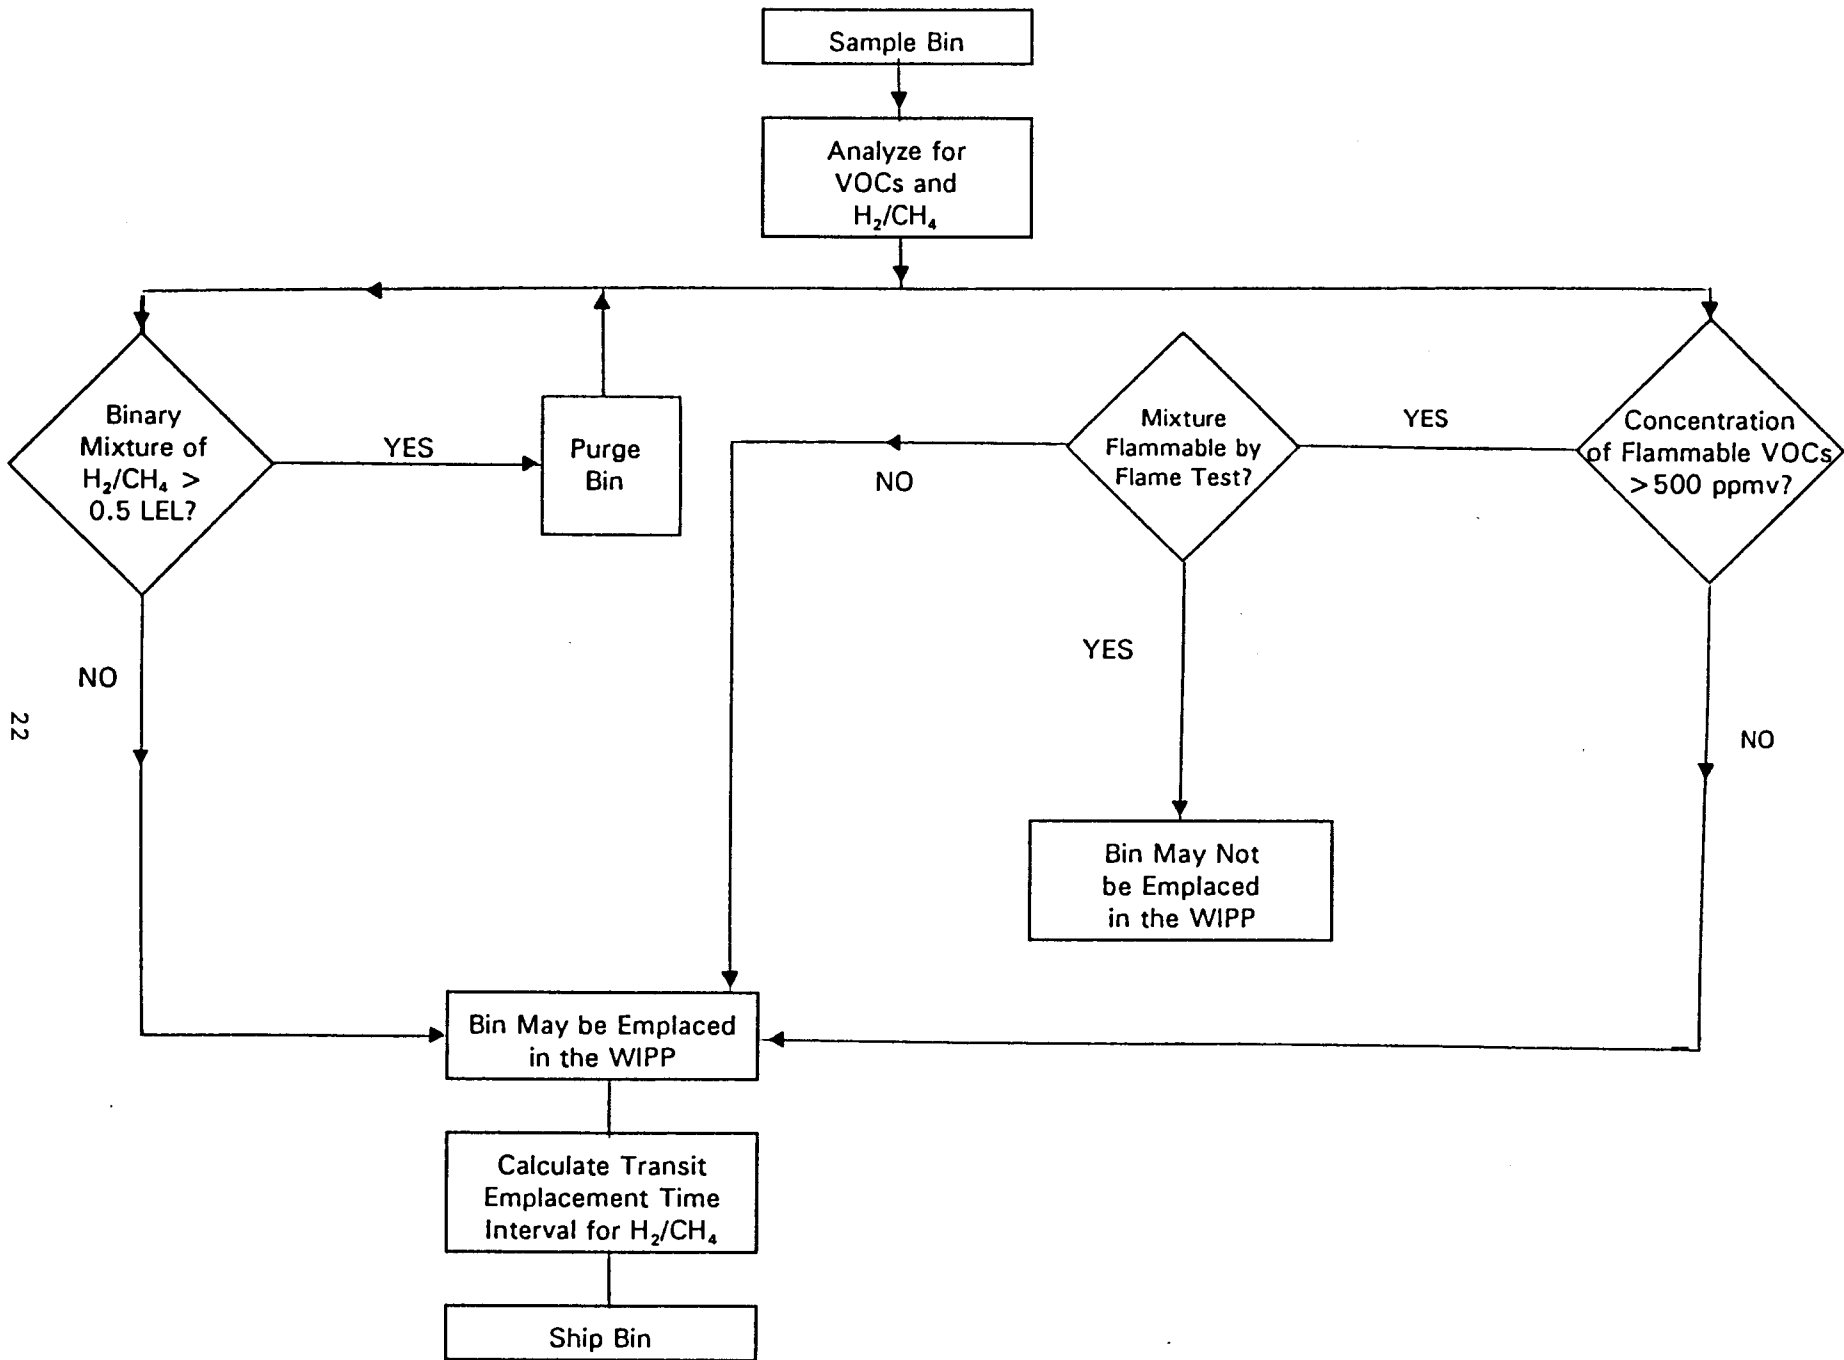 Sample Bin
Analyze for
VOCs and
H₂/CH₄
Binary
Mixture of
H₂/CH₄ >
0.5 LEL?
YES
Purge
Bin
NO
Mixture
Flammable by
Flame Test?
YES
Concentration
of Flammable VOCs
>500 ppmv?
NO
YES
NO
22
Bin May Not
be Emplaced
in the WIPP
Bin May be Emplaced
in the WIPP
Calculate Transit
Emplacement Time
Interval for H₂/CH₄
Ship Bin